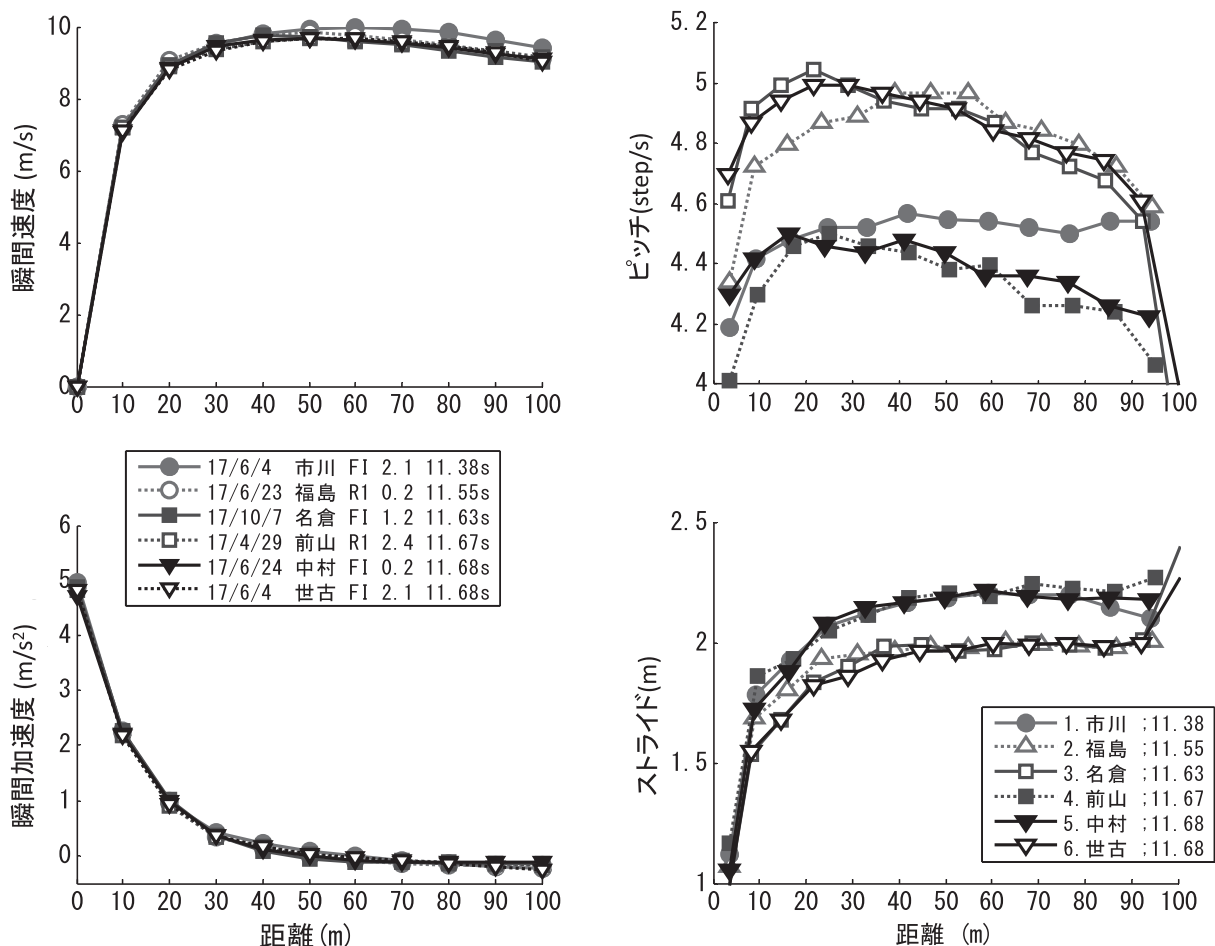 瞬間速度 (m/s)
10
8
6
4
2
0
0 10 20 30 40 50 60 70 80 90 100
ピッチ(step/s)
5.2
5
4.8
4.6
4.4
4.2
4
0 10 20 30 40 50 60 70 80 90 100
17/6/4 市川 FI 2.1 11.38s
17/6/23 福島 R1 0.2 11.55s
17/10/7 名倉 FI 1.2 11.63s
17/4/29 前山 R1 2.4 11.67s
17/6/24 中村 FI 0.2 11.68s
17/6/4 世古 FI 2.1 11.68s
瞬間加速度 (m/s²)
6
5
4
3
2
1
0
0 10 20 30 40 50 60 70 80 90 100
距離(m)
ストライド(m)
2.5
2
1.5
1
1. 市川 ;11.38
2. 福島 ;11.55
3. 名倉 ;11.63
4. 前山 ;11.67
5. 中村 ;11.68
6. 世古 ;11.68
0 10 20 30 40 50 60 70 80 90 100
距離 (m)